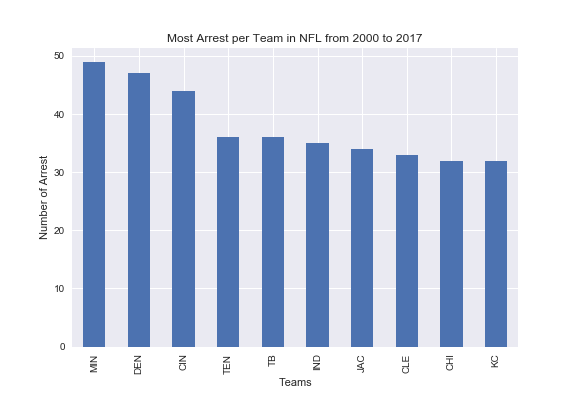 Most Arrest per Team in NFL from 2000 to 2017
50
40
30
20
10
0
Number of Arrest
MIN
DEN
CIN
TEN
TB
IND
JAC
CLE
CHI
KC
Teams